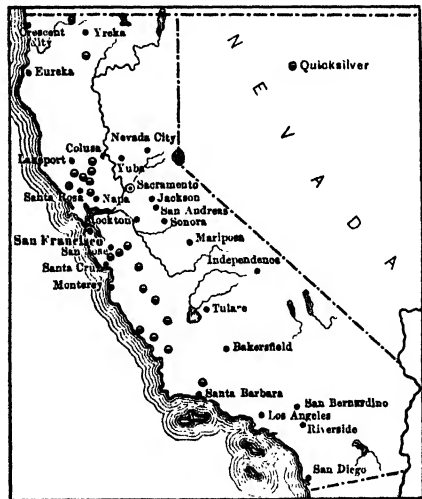 Crescent
City
Yreka
Eureka
Quicksilver
NEVADA
Nevada City
Colusa
Lakeport
Yuba
Sacramento
Santa Rosa
Napa
Jackson
San Andreas
Stockton
Sonora
San Francisco
San Jose
Mariposa
Santa Cruz
Independence
Monterey
Tulare
Bakersfield
Santa Barbara
San Bernardino
Los Angeles
Riverside
San Diego